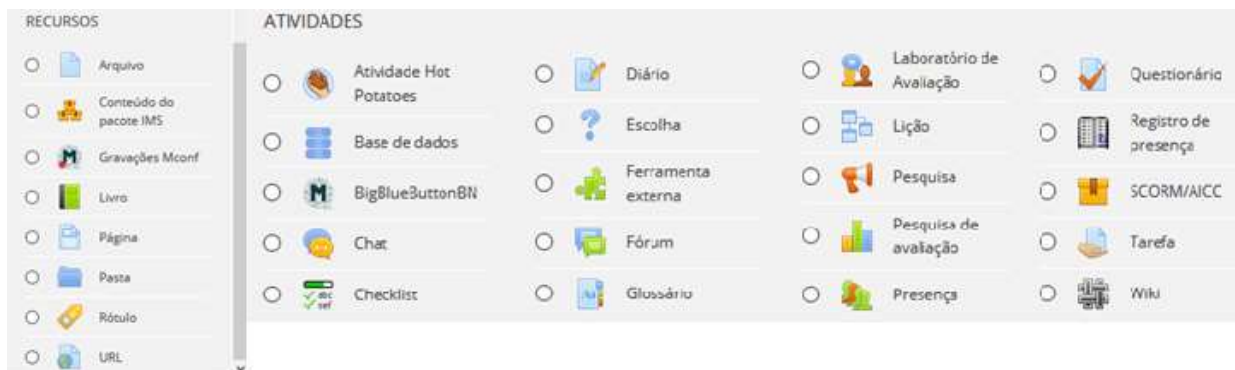 RECURSOS
Arquivo
Conteúdo do
pacote IMS
Gravações Mconf
Livro
Página
Pasta
Rótulo
URL
ATIVIDADES
Atividade Hot
Potatoes
Base de dados
BigBlueButtonBN
Chat
Checklist
abc
def
Diário
Escolha
Ferramenta
externa
Fórum
Glossário
Laboratório de
Avaliação
Lição
Pesquisa
Pesquisa de
avaliação
Presença
Questionário
Registro de
presença
SCORM/AICC
Tarefa
Wiki